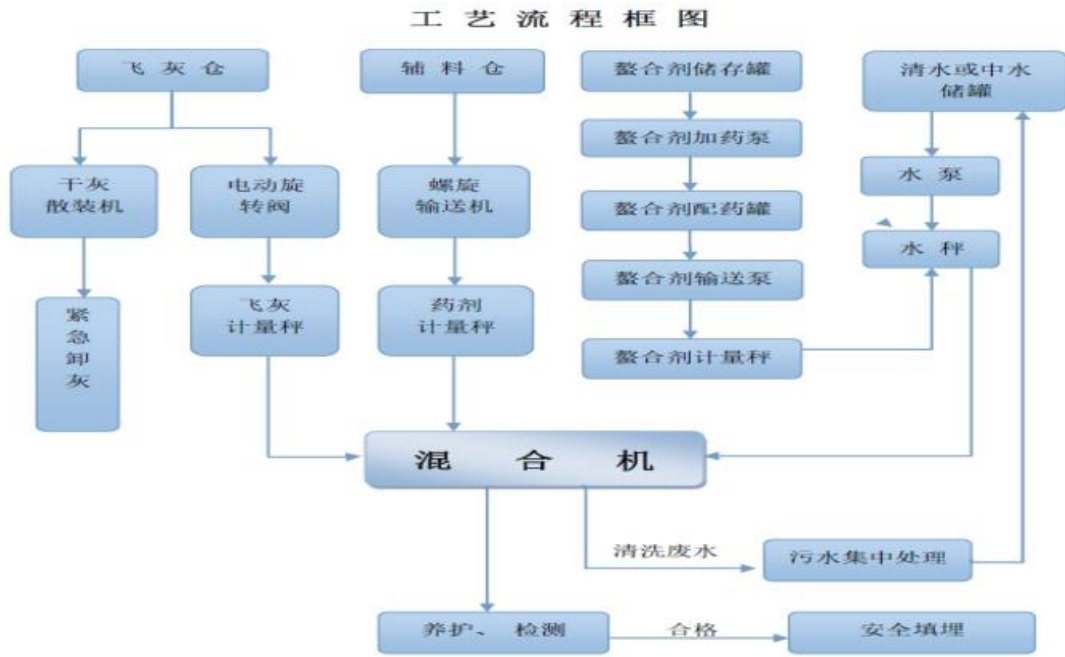 工艺流程框图
飞灰仓
辅料仓
螯合剂储存罐
清水或中水
储罐
螯合剂加药泵
干灰
散装机
电动旋
转阀
螺旋
输送机
水泵
螯合剂配药罐
水秤
螯合剂输送泵
紧
急
卸
灰
飞灰
计量秤
药剂
计量秤
螯合剂计量秤
混合机
清洗废水
污水集中处理
养护、检测
合格
安全填埋